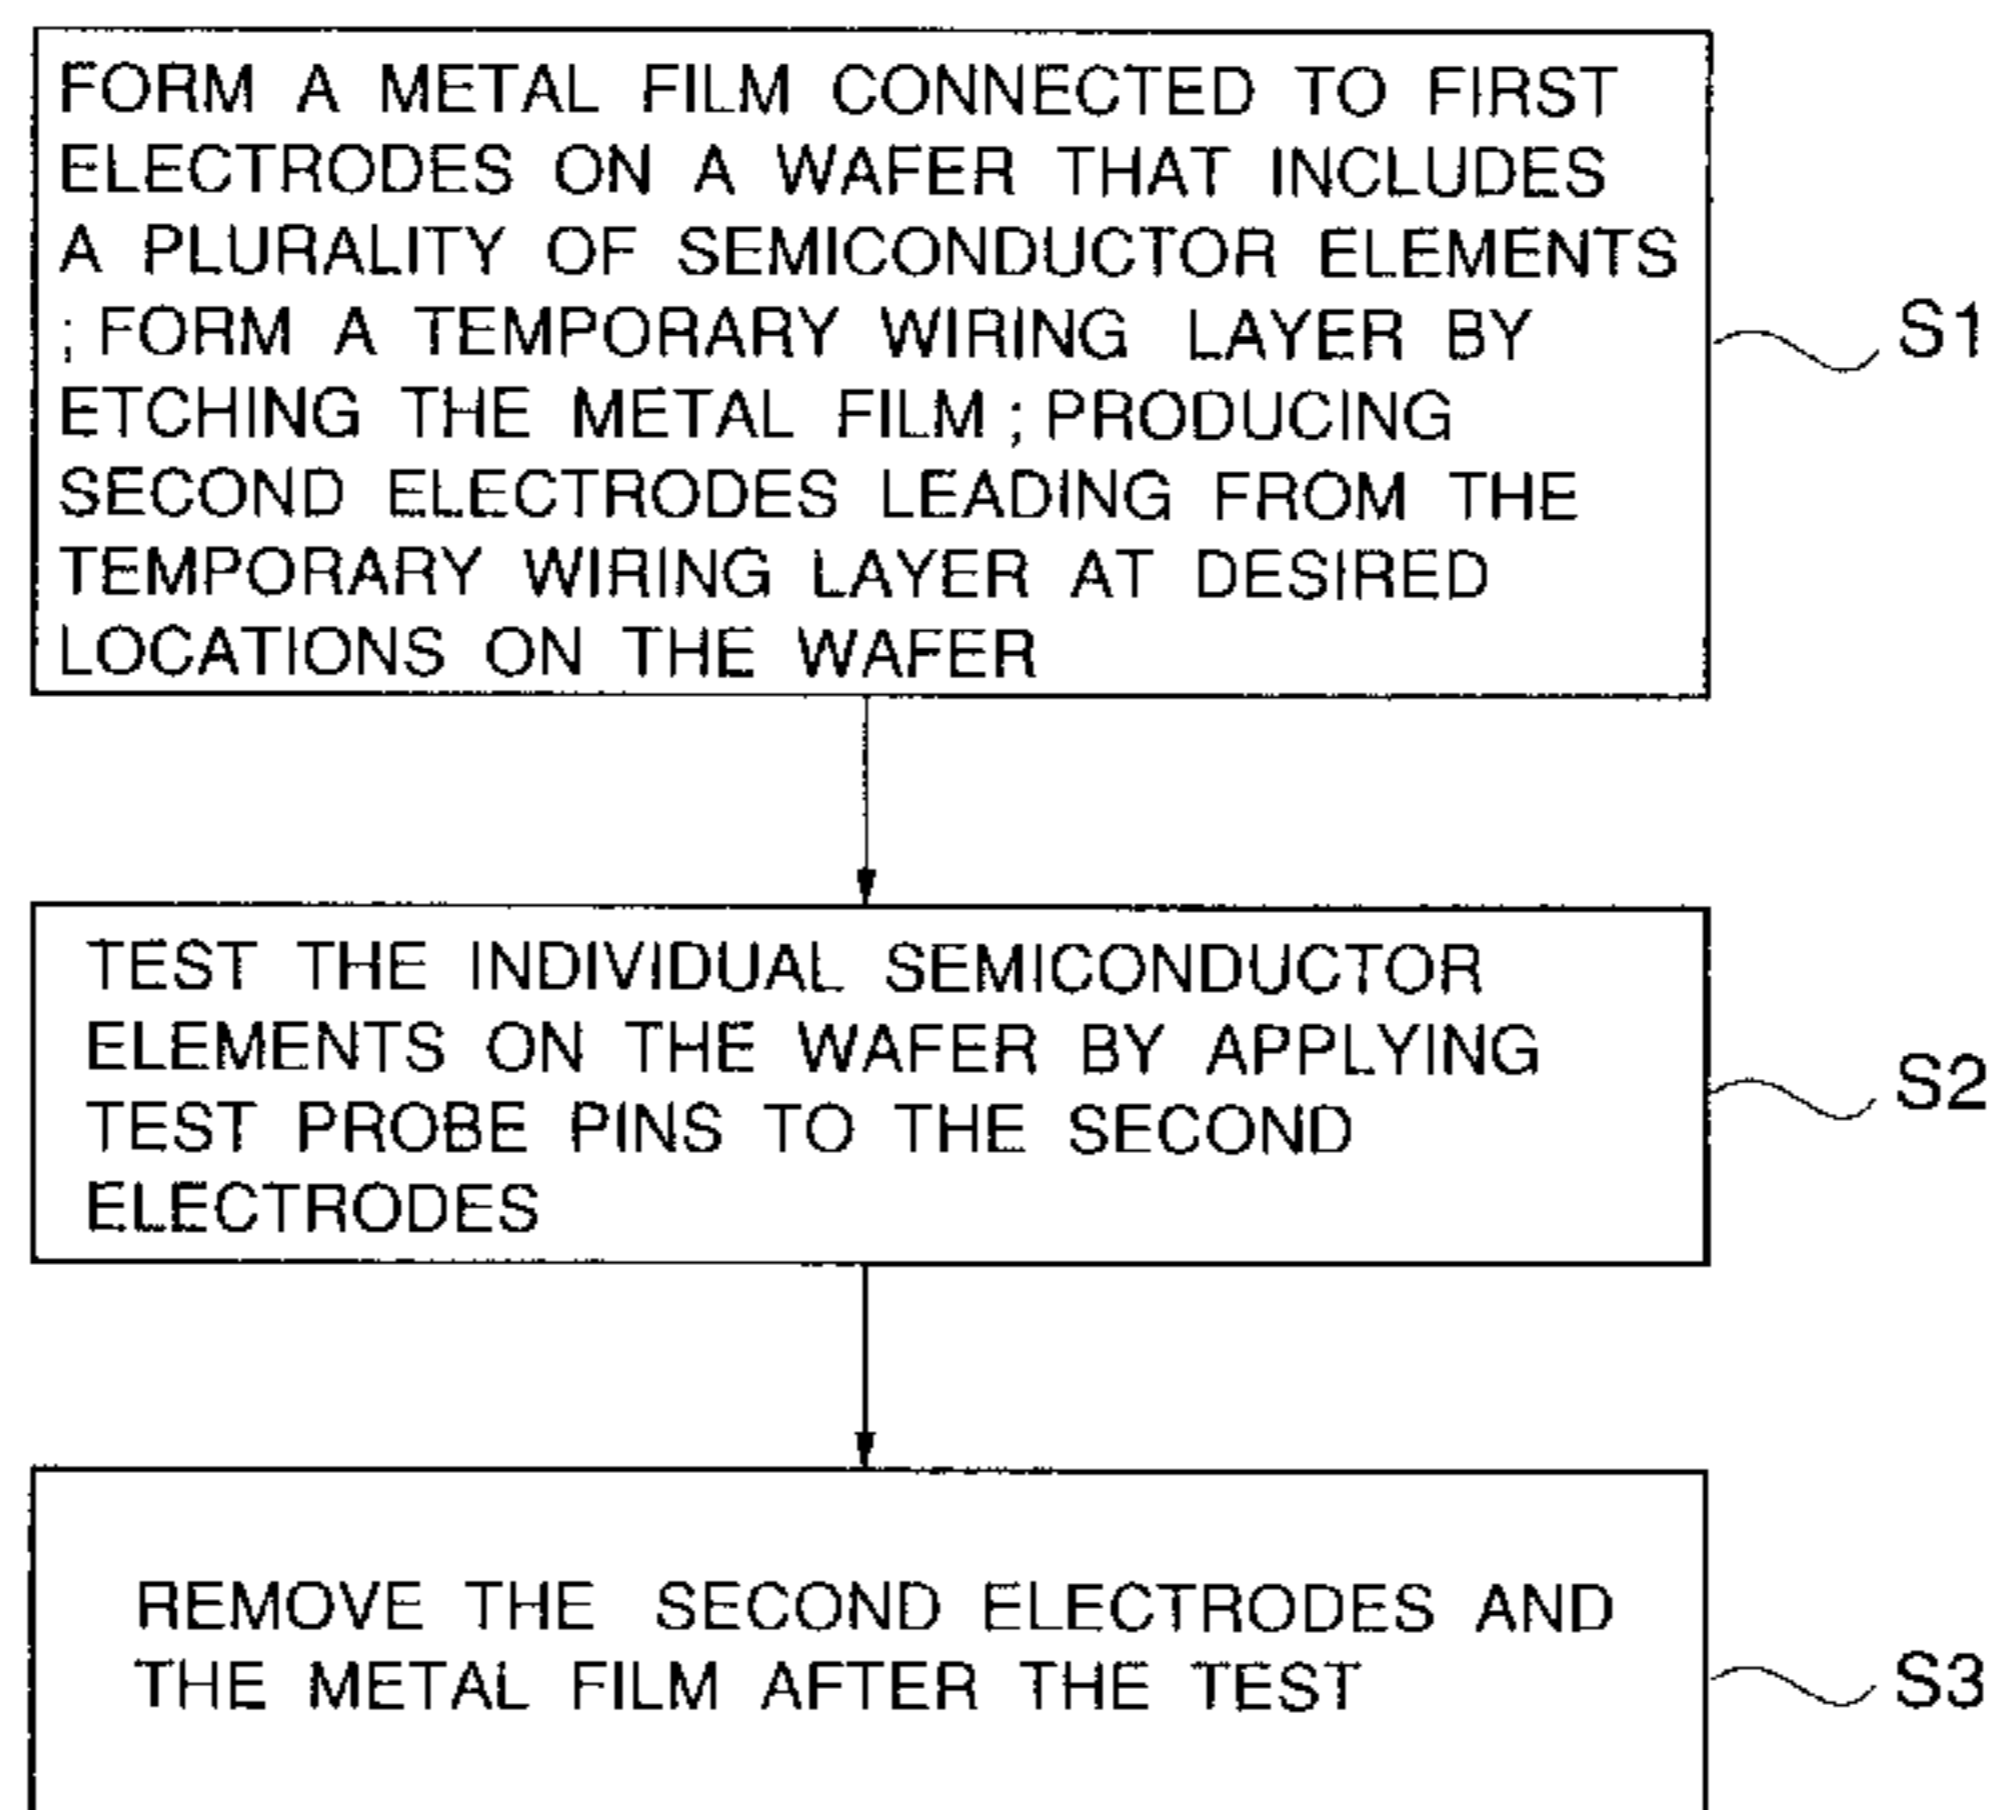 FORM A METAL FILM CONNECTED TO FIRST
ELECTRODES ON A WAFER THAT INCLUDES
A PLURALITY OF SEMICONDUCTOR ELEMENTS
; FORM A TEMPORARY WIRING LAYER BY
ETCHING THE METAL FILM ; PRODUCING
SECOND ELECTRODES LEADING FROM THE
TEMPORARY WIRING LAYER AT DESIRED
LOCATIONS ON THE WAFER
S1
TEST THE INDIVIDUAL SEMICONDUCTOR
ELEMENTS ON THE WAFER BY APPLYING
TEST PROBE PINS TO THE SECOND
ELECTRODES
S2
REMOVE THE SECOND ELECTRODES AND
THE METAL FILM AFTER THE TEST
S3